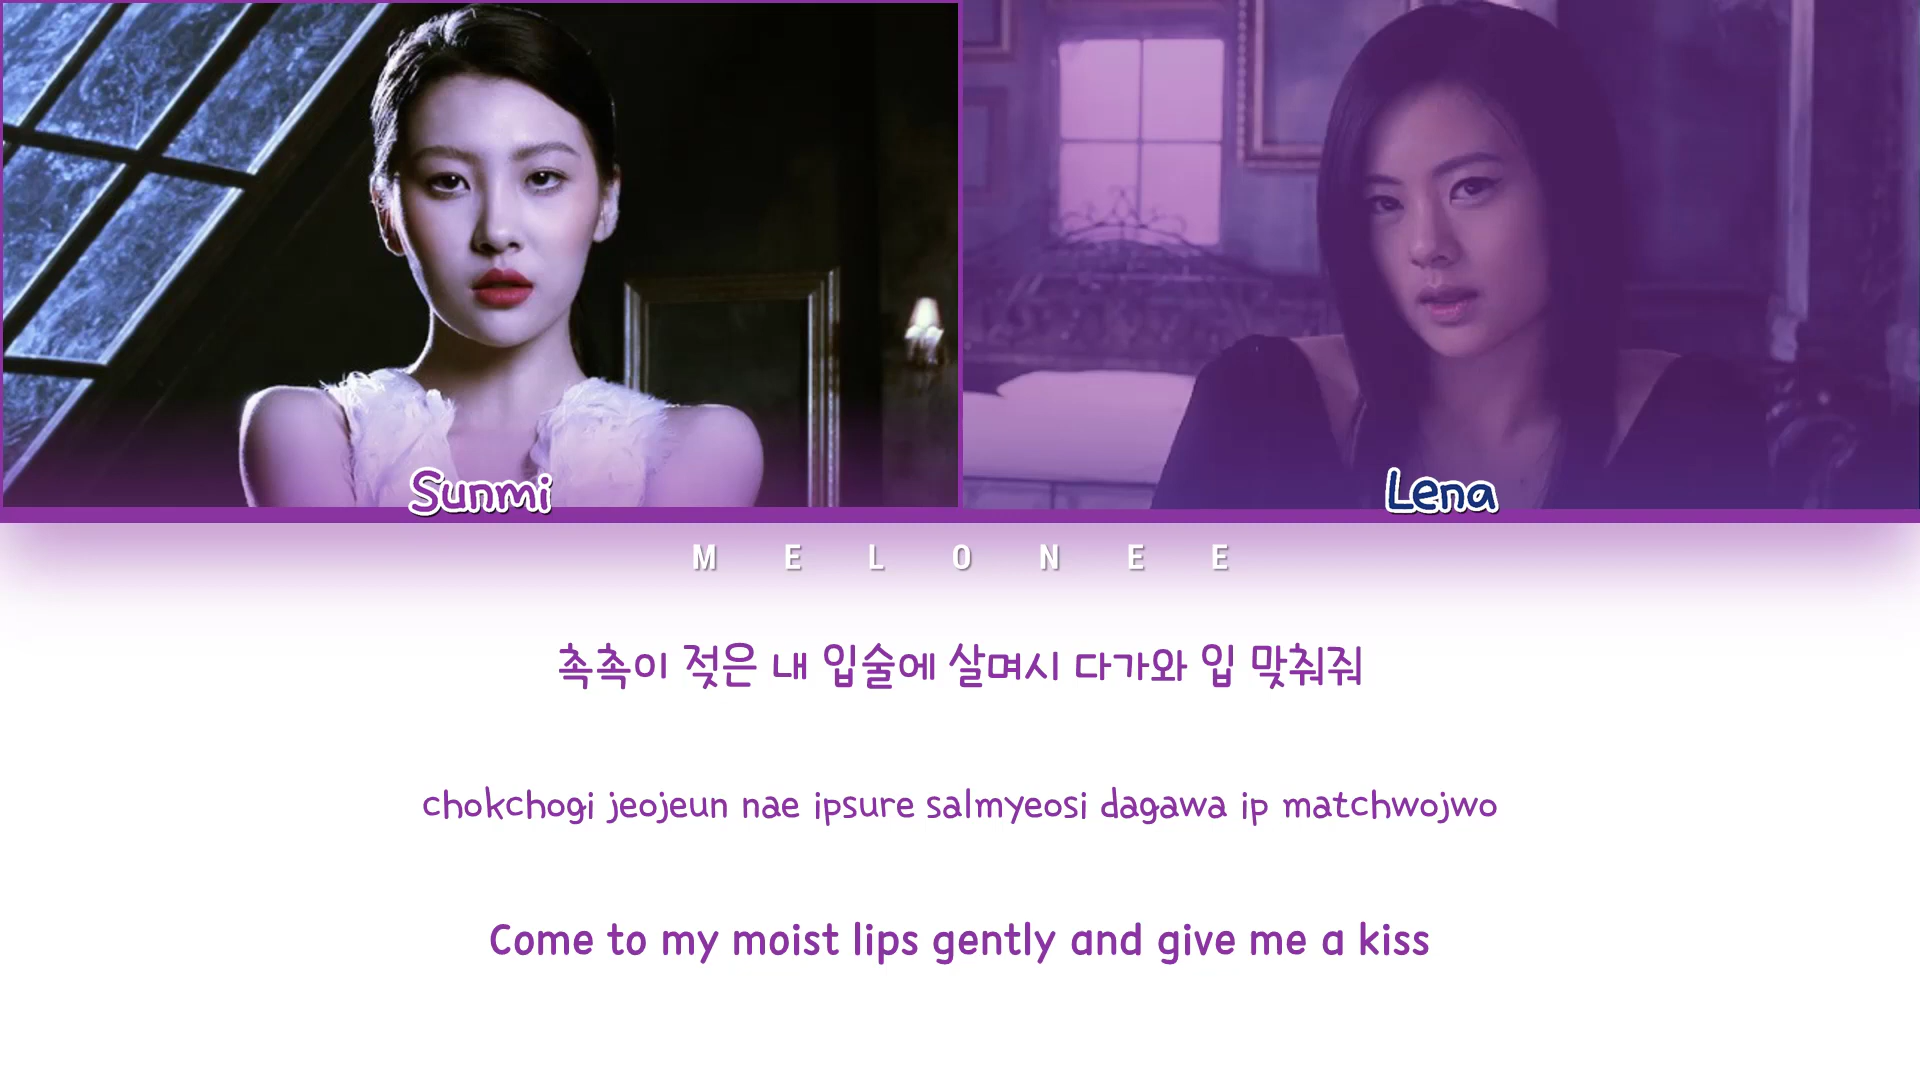 Sunmi
Lena
MELONEE
촉촉이 젖은 내 입술에 살며시 다가와 입 맞춰줘
chokchogi jeojeun nae ipsure salmyeosi dagawa ip matchwojwo
Come to my moist lips gently and give me a kiss